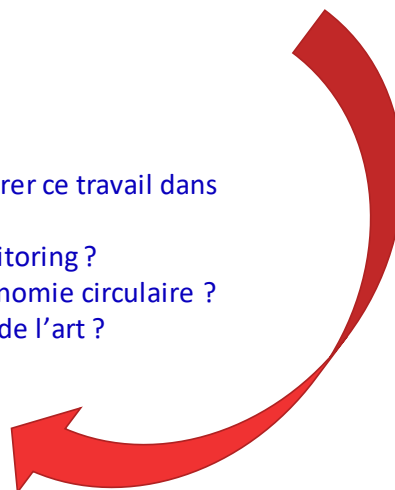 rer ce travail dans
itoring ?
nomie circulaire ?
de l’art ?